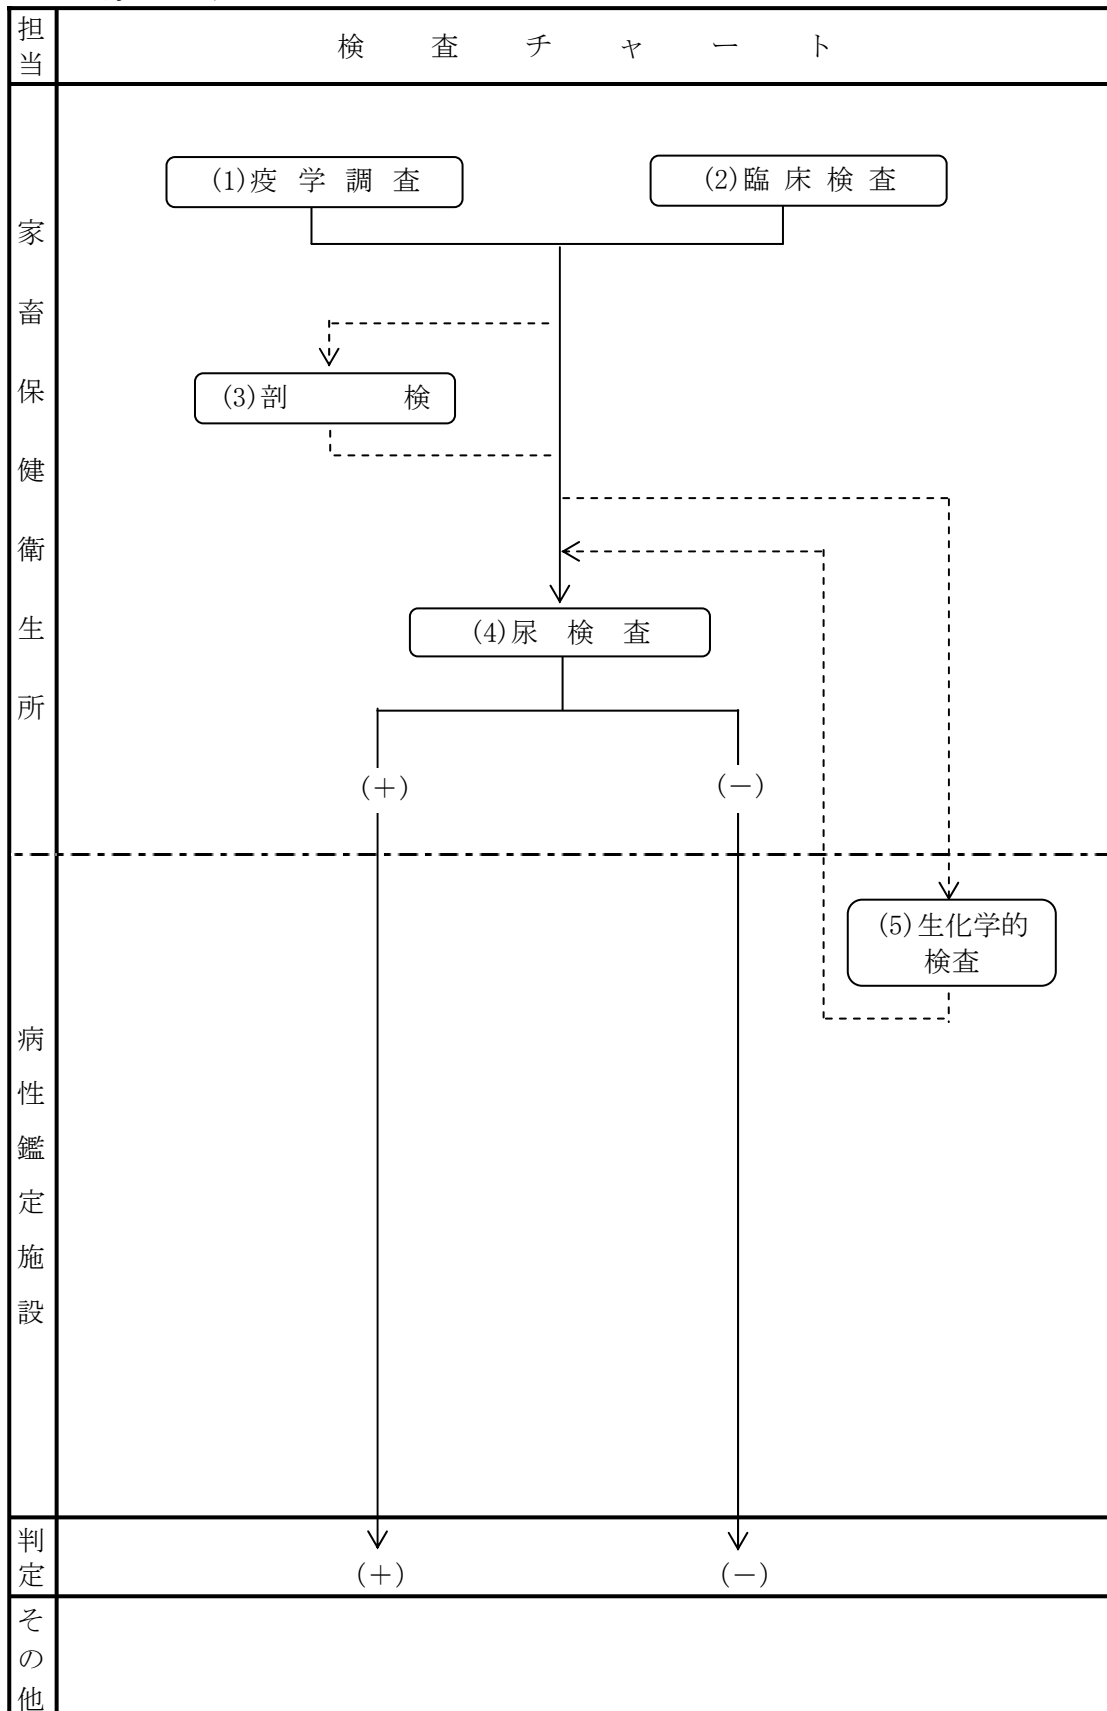 担当
検査チャート
家畜保健衛生所
(1)疫学調査
(2)臨床検査
(3)剖検
(4)尿検査
(+)
(-)
病性鑑定施設
(5)生化学的
検査
判定
(+)
(-)
その他